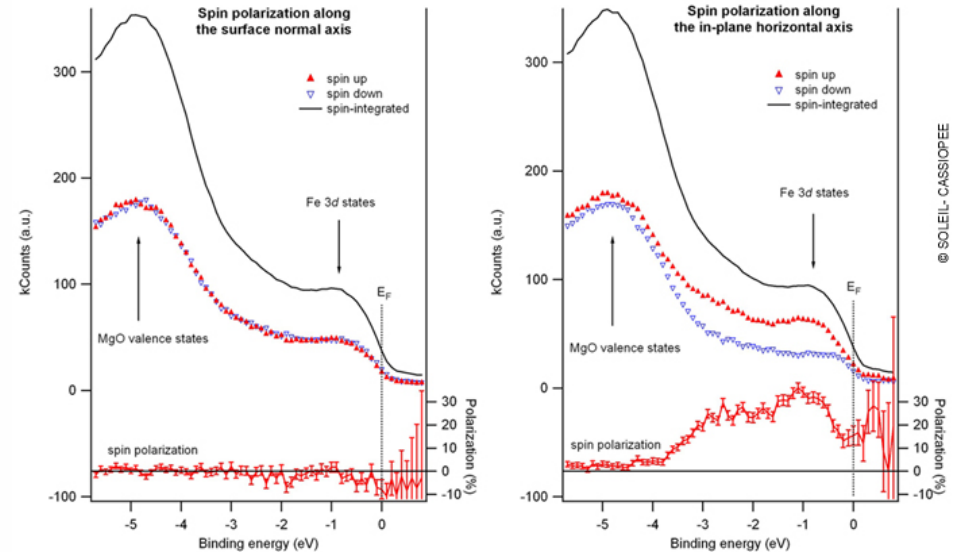 Spin polarization along
the surface normal axis
300
200
100
0
-100
kCounts (a.u.)
spin up
spin down
spin-integrated
Fe 3d states
E_F
MgO valence states
spin polarization
30
20
10
0
-10
Polarization (%)
-5 -4 -3 -2 -1 0
Binding energy (eV)
Spin polarization along
the in-plane horizontal axis
300
200
100
0
-100
kCounts (a.u.)
spin up
spin down
spin-integrated
Fe 3d states
E_F
MgO valence states
spin polarization
30
20
10
0
-10
Polarization (%)
-5 -4 -3 -2 -1 0
Binding energy (eV)
© SOLEIL- CASSIOPEE